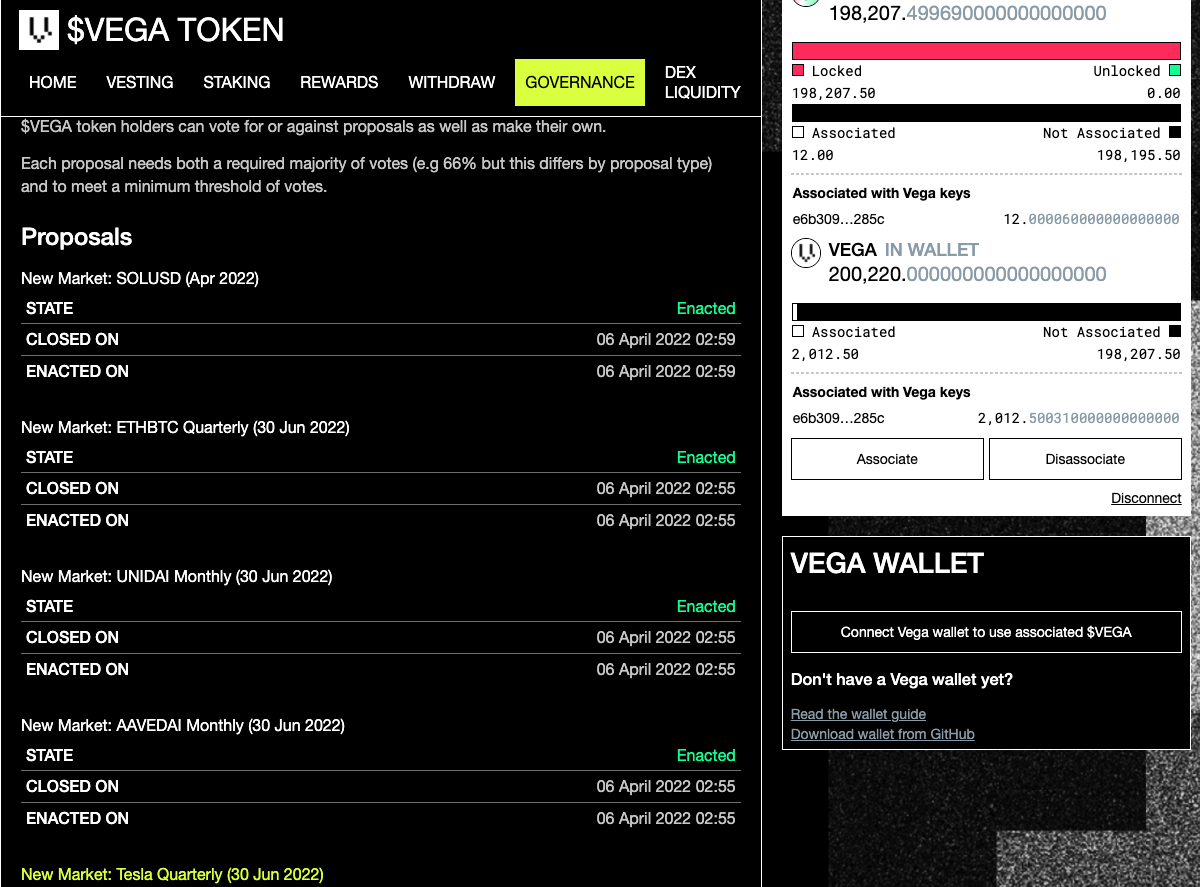 $VEGA TOKEN
HOME VESTING STAKING REWARDS WITHDRAW GOVERNANCE DEX LIQUIDITY
$VEGA token holders can vote for or against proposals as well as make their own.
Each proposal needs both a required majority of votes (e.g 66% but this differs by proposal type)
and to meet a minimum threshold of votes.
Proposals
New Market: SOLUSD (Apr 2022)
STATE Enacted
CLOSED ON 06 April 2022 02:59
ENACTED ON 06 April 2022 02:59
New Market: ETHBTC Quarterly (30 Jun 2022)
STATE Enacted
CLOSED ON 06 April 2022 02:55
ENACTED ON 06 April 2022 02:55
New Market: UNIDAI Monthly (30 Jun 2022)
STATE Enacted
CLOSED ON 06 April 2022 02:55
ENACTED ON 06 April 2022 02:55
New Market: AAVEDAI Monthly (30 Jun 2022)
STATE Enacted
CLOSED ON 06 April 2022 02:55
ENACTED ON 06 April 2022 02:55
New Market: Tesla Quarterly (30 Jun 2022)
198,207.499690000000000000
Locked Unlocked
198,207.50 0.00
Associated Not Associated
12.00 198,195.50
Associated with Vega keys
e6b309…285c 12.000060000000000000
VEGA IN WALLET
200,220.000000000000000000
Associated Not Associated
2,012.50 198,207.50
Associated with Vega keys
e6b309…285c 2,012.500310000000000000
Associate Disassociate
Disconnect
VEGA WALLET
Connect Vega wallet to use associated $VEGA
Don't have a Vega wallet yet?
Read the wallet guide
Download wallet from GitHub